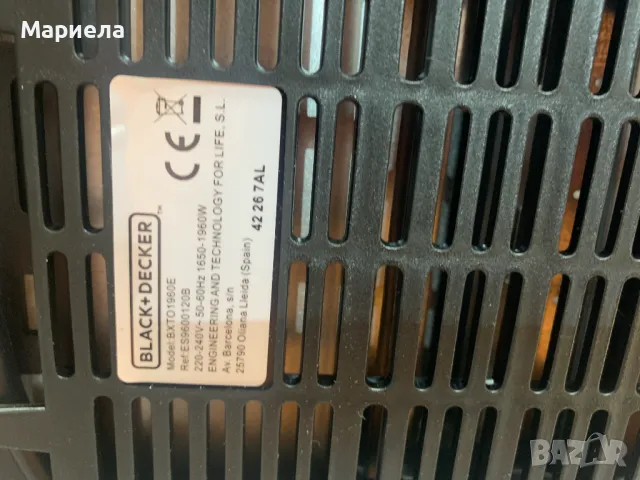 Мариела
BLACK+DECKER™
Model:BXTO1960E
Ref:ES9600120B
220-240V~ 50-60Hz 1650-1960W
ENGINEERING AND TECHNOLOGY FOR LIFE, S.L.
Av. Barcelona, s/n
25790 Oliana Lleida (Spain)
42 26 7AL
CE
BAZAR